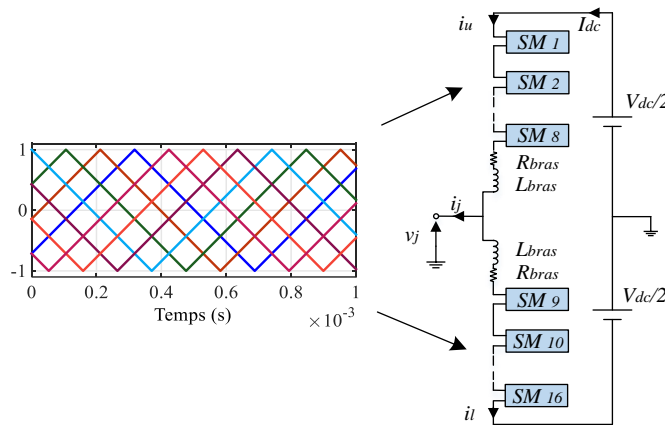 1
0
-1
0 0.2 0.4 0.6 0.8 1
Temps (s)
×10⁻³
iu
Idc
SM 1
SM 2
SM 8
Rbras
Lbras
Vdc/2
ij
vj
Lbras
Rbras
SM 9
Vdc/2
SM 10
SM 16
il